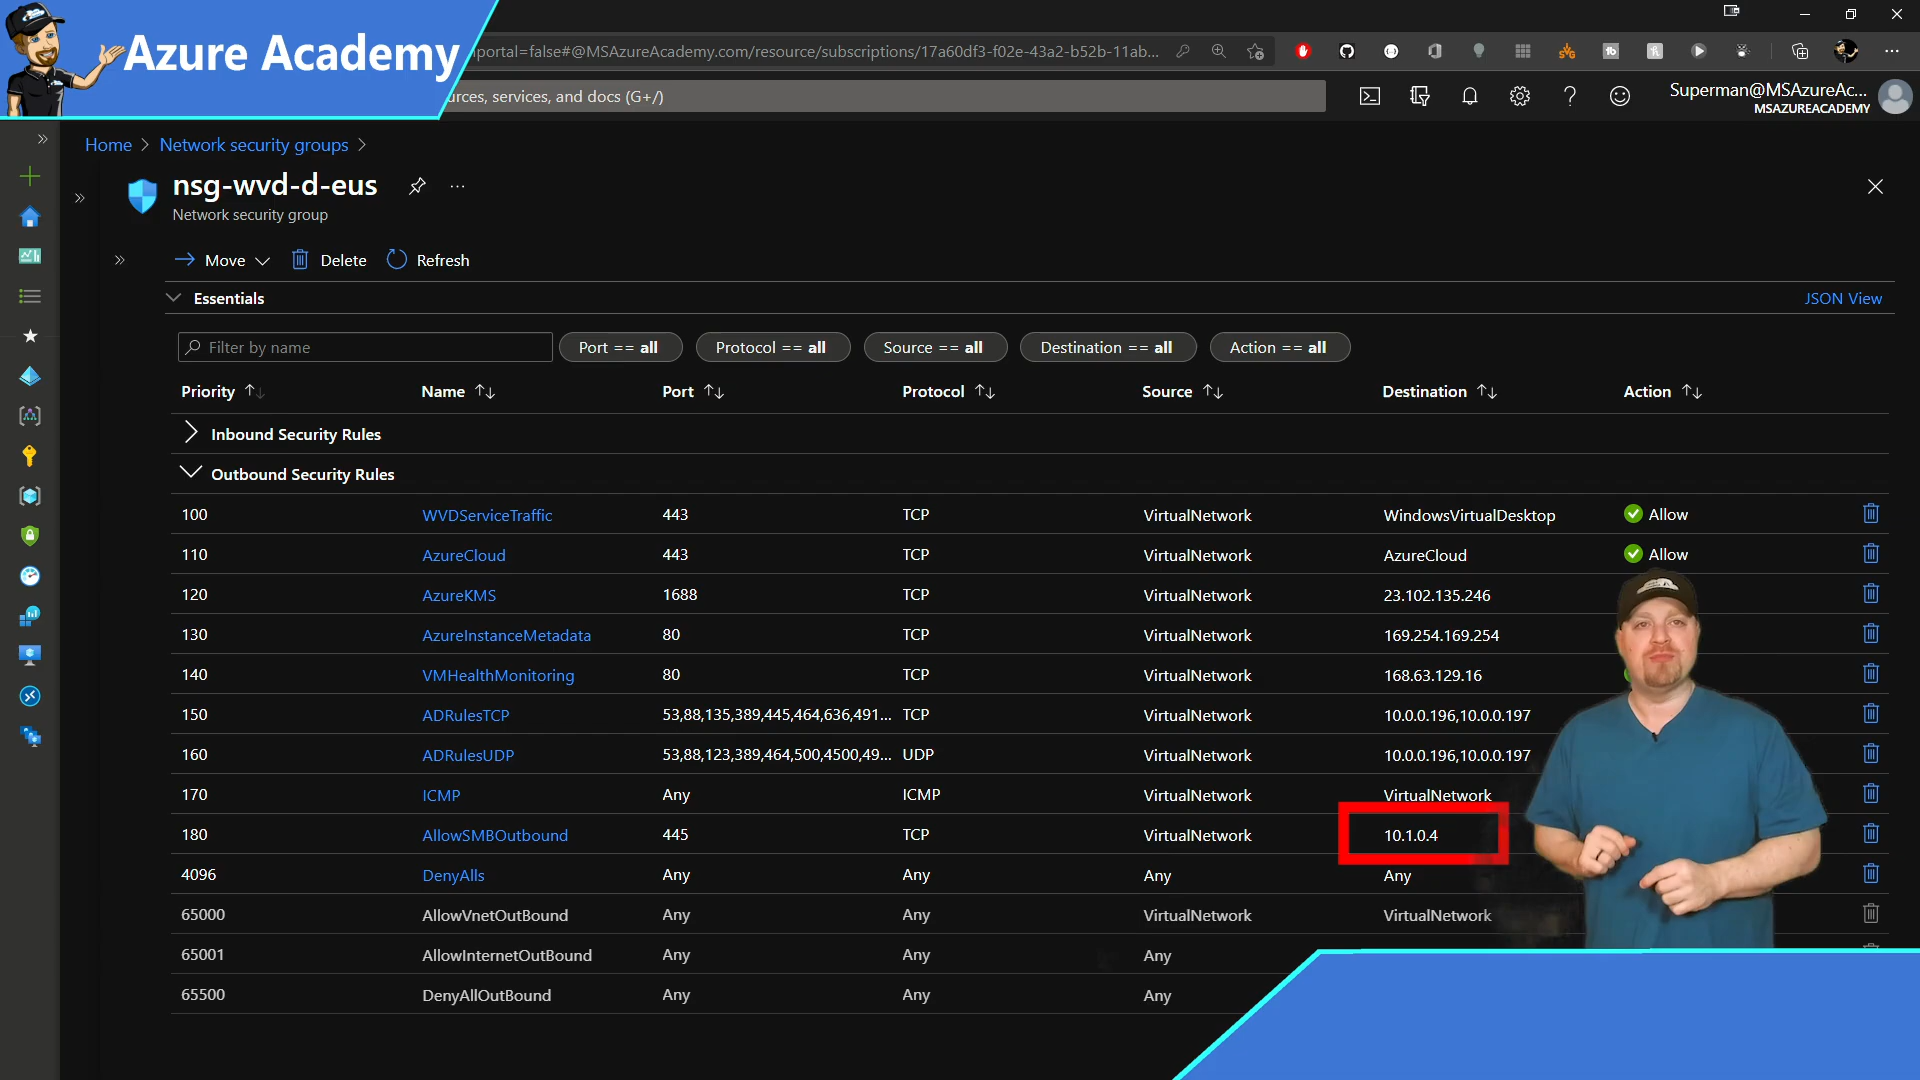 Azure Academy
portal=false#@MSAzureAcademy.com/resource/subscriptions/17a60df3-f02e-43a2-b52b-11ab...
urces, services, and docs (G+/)
Superman@MSAzureAc...
MSAZUREACADEMY
Home > Network security groups >
nsg-wvd-d-eus
Network security group
Move Delete Refresh
Essentials JSON View
Filter by name Port == all Protocol == all Source == all Destination == all Action == all
Priority Name Port Protocol Source Destination Action
Inbound Security Rules
Outbound Security Rules
100 WVDServiceTraffic 443 TCP VirtualNetwork WindowsVirtualDesktop Allow
110 AzureCloud 443 TCP VirtualNetwork AzureCloud Allow
120 AzureKMS 1688 TCP VirtualNetwork 23.102.135.246
130 AzureInstanceMetadata 80 TCP VirtualNetwork 169.254.169.254
140 VMHealthMonitoring 80 TCP VirtualNetwork 168.63.129.16
150 ADRulesTCP 53,88,135,389,445,464,636,491... TCP VirtualNetwork 10.0.0.196,10.0.0.197
160 ADRulesUDP 53,88,123,389,464,500,4500,49... UDP VirtualNetwork 10.0.0.196,10.0.0.197
170 ICMP Any ICMP VirtualNetwork VirtualNetwork
180 AllowSMBOutbound 445 TCP VirtualNetwork 10.1.0.4
4096 DenyAlls Any Any Any Any
65000 AllowVnetOutBound Any Any VirtualNetwork VirtualNetwork
65001 AllowInternetOutBound Any Any Any
65500 DenyAllOutBound Any Any Any